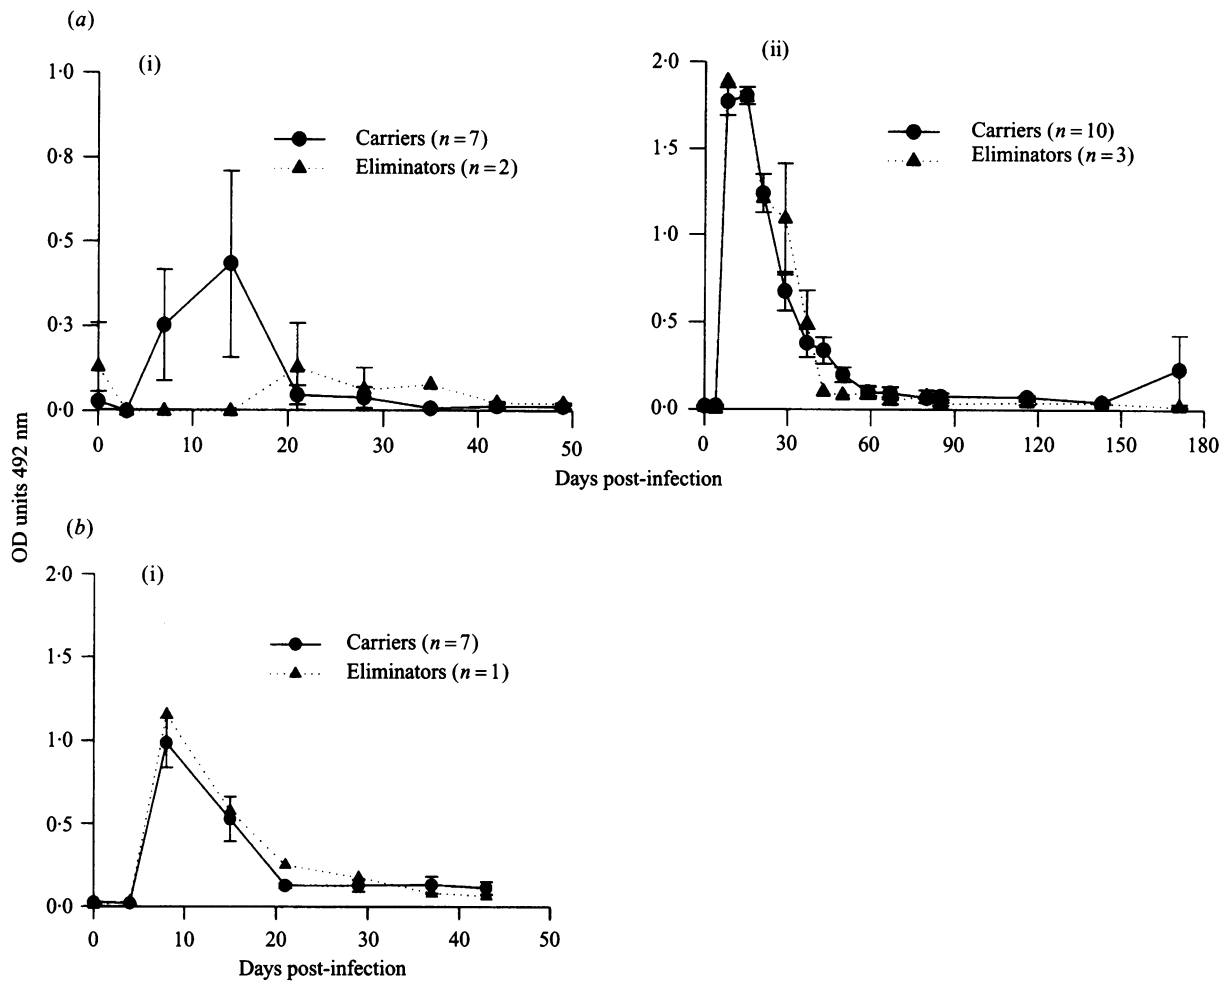 (a)
(i)
1·0
0·8
0·5
0·3
0·0
Carriers (n=7)
Eliminators (n=2)
0 10 20 30 40 50
(ii)
2·0
1·5
1·0
0·5
0·0
Carriers (n=10)
Eliminators (n=3)
0 30 60 90 120 150 180
Days post-infection
OD units 492 nm
(b)
(i)
2·0
1·5
1·0
0·5
0·0
Carriers (n=7)
Eliminators (n=1)
0 10 20 30 40 50
Days post-infection